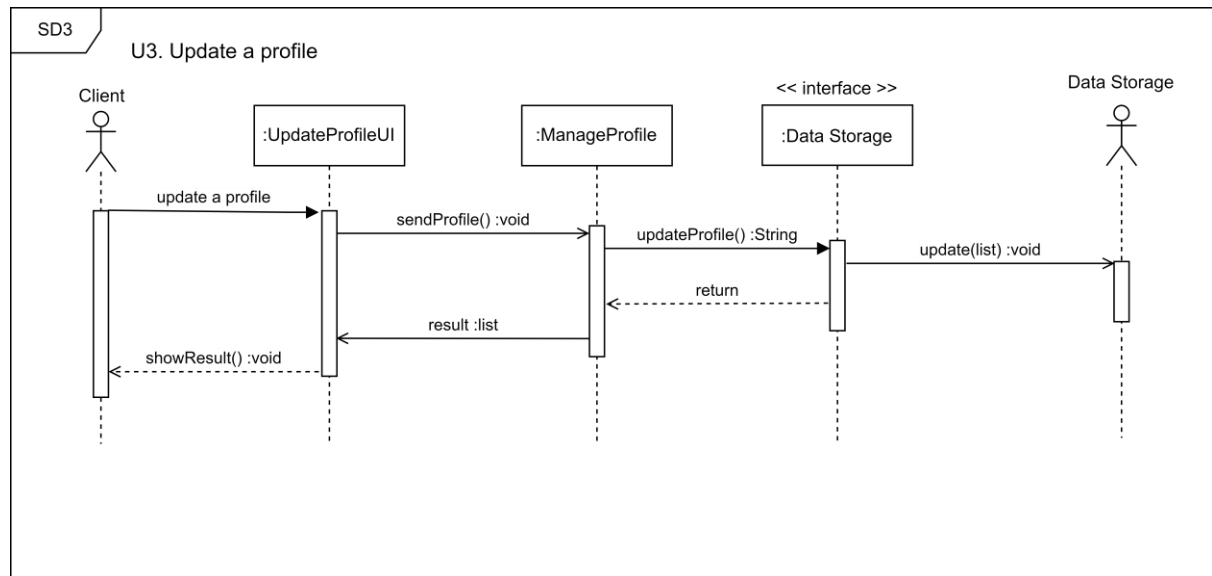 SD3
U3. Update a profile
<< interface >>
Client
Data Storage
:UpdateProfileUI
:ManageProfile
:Data Storage
update a profile
sendProfile() :void
updateProfile() :String
update(list) :void
return
result :list
showResult() :void